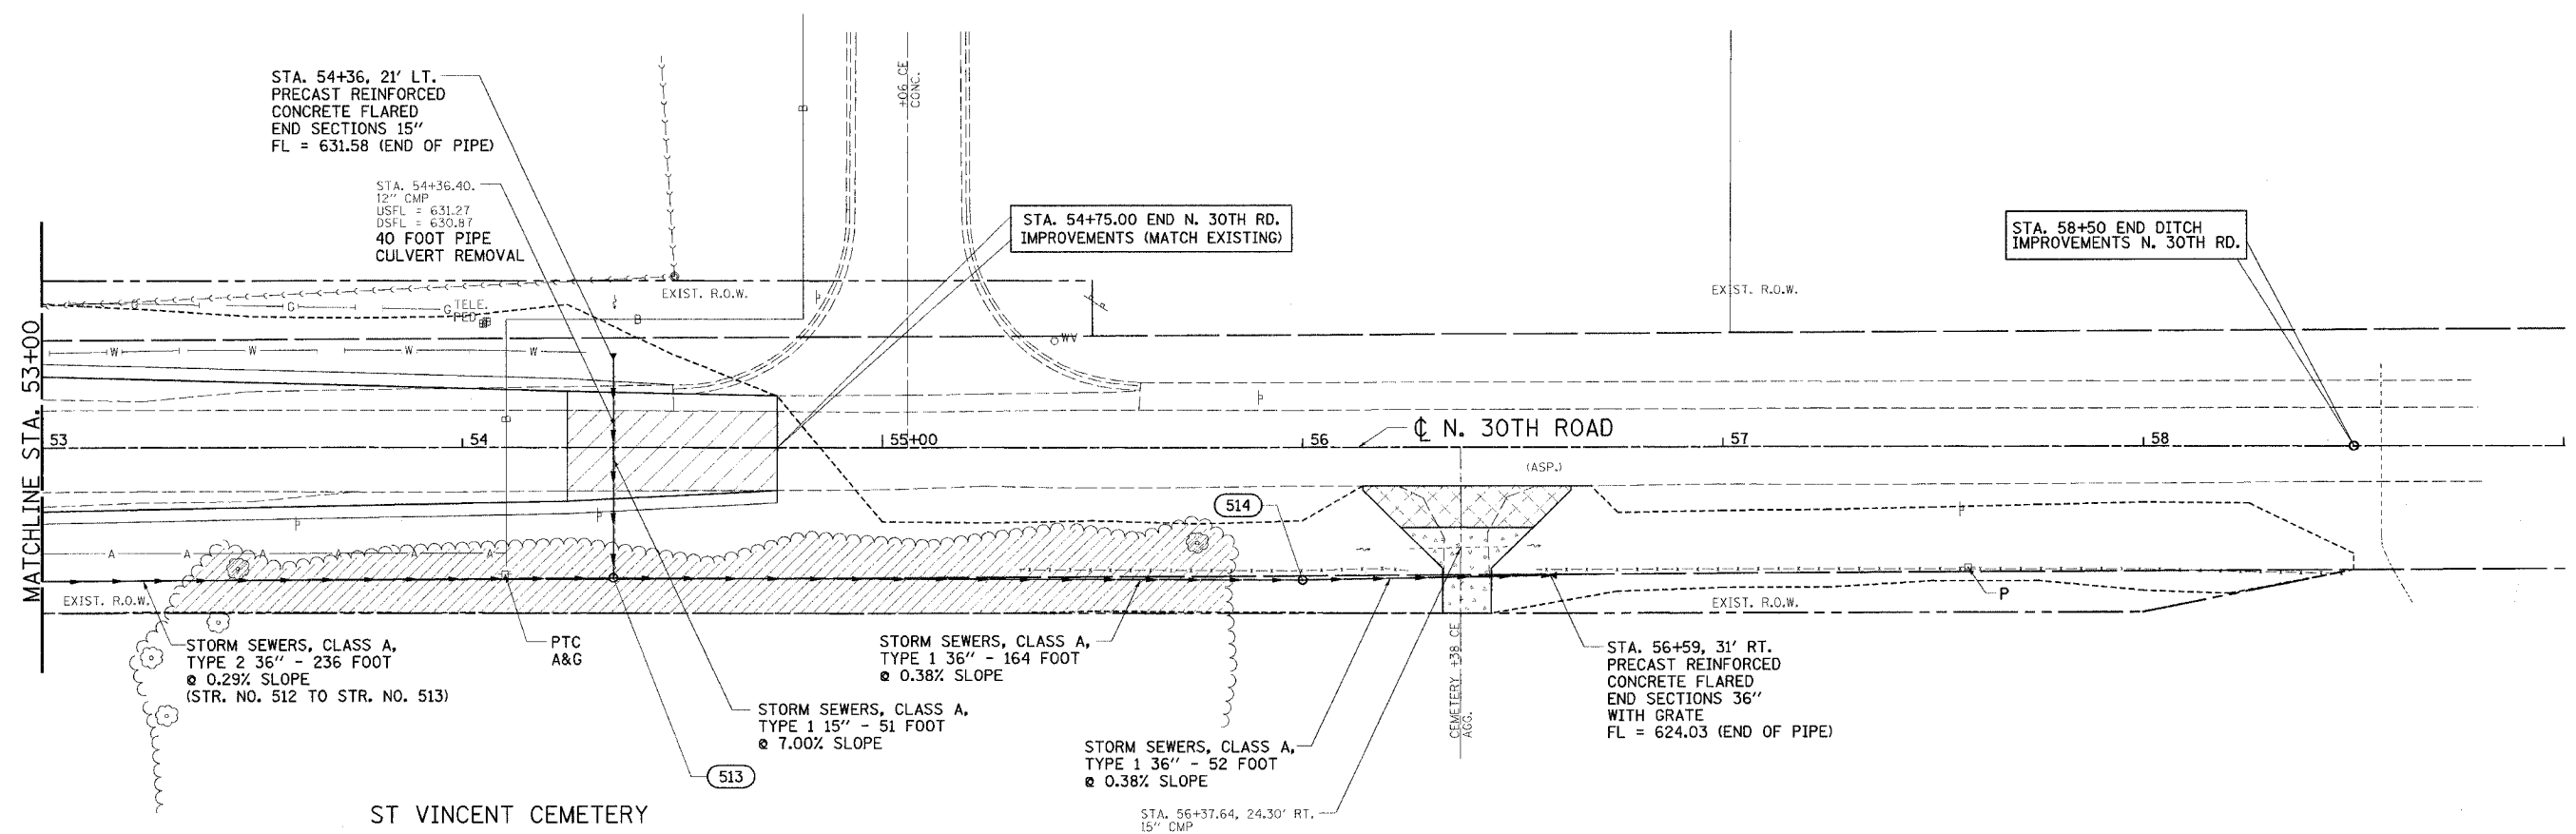 STA. 54+36, 21' LT.
PRECAST REINFORCED
CONCRETE FLARED
END SECTIONS 15"
FL = 631.58 (END OF PIPE)
STA. 54+36.40.
12" CMP
USFL = 631.27
DSFL = 630.87
40 FOOT PIPE
CULVERT REMOVAL
B
+06 CE
CONC.
STA. 54+75.00 END N. 30TH RD.
IMPROVEMENTS (MATCH EXISTING)
STA. 58+50 END DITCH
IMPROVEMENTS N. 30TH RD.
EXIST. R.O.W.
EXIST. R.O.W.
G G G TELE.
PED.
B
P
WV
W W W W
B
MATCHLINE STA. 53+00
53 54 55+00 56 57 58
℄ N. 30TH ROAD
(ASP.)
514
A A A A A A
EXIST. R.O.W.
EXIST. R.O.W.
P
STORM SEWERS, CLASS A,
TYPE 2 36" - 236 FOOT
@ 0.29% SLOPE
(STR. NO. 512 TO STR. NO. 513)
PTC
A&G
STORM SEWERS, CLASS A,
TYPE 1 15" - 51 FOOT
@ 7.00% SLOPE
513
STORM SEWERS, CLASS A,
TYPE 1 36" - 164 FOOT
@ 0.38% SLOPE
STORM SEWERS, CLASS A,
TYPE 1 36" - 52 FOOT
@ 0.38% SLOPE
CEMETERY +38 CE
AGG.
STA. 56+37.64, 24.30' RT.
15" CMP
STA. 56+59, 31' RT.
PRECAST REINFORCED
CONCRETE FLARED
END SECTIONS 36"
WITH GRATE
FL = 624.03 (END OF PIPE)
ST VINCENT CEMETERY